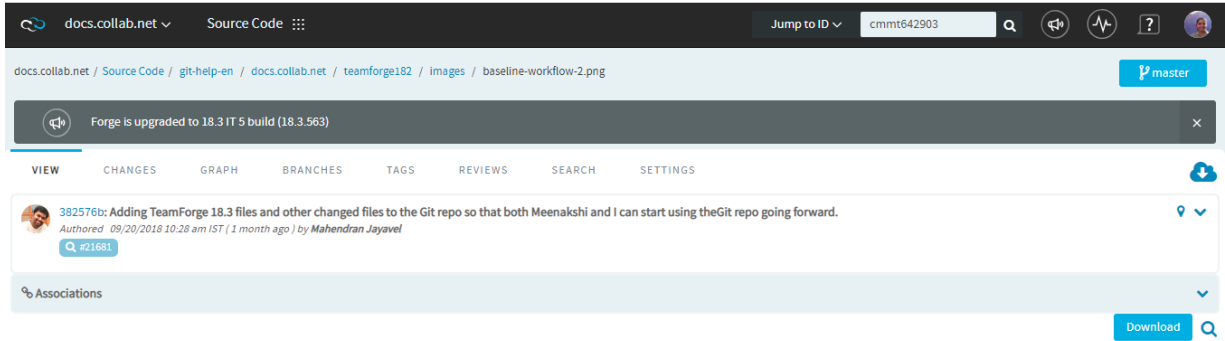 docs.collab.net Source Code Jump to ID cmmt642903 ?
docs.collab.net / Source Code / git-help-en / docs.collab.net / teamforge182 / images / baseline-workflow-2.png master
Forge is upgraded to 18.3 IT 5 build (18.3.563) ×
VIEW CHANGES GRAPH BRANCHES TAGS REVIEWS SEARCH SETTINGS
382576b: Adding TeamForge 18.3 files and other changed files to the Git repo so that both Meenakshi and I can start using theGit repo going forward.
Authored 09/20/2018 10:28 am IST ( 1 month ago ) by Mahendran Jayavel
#21681
Associations
Download